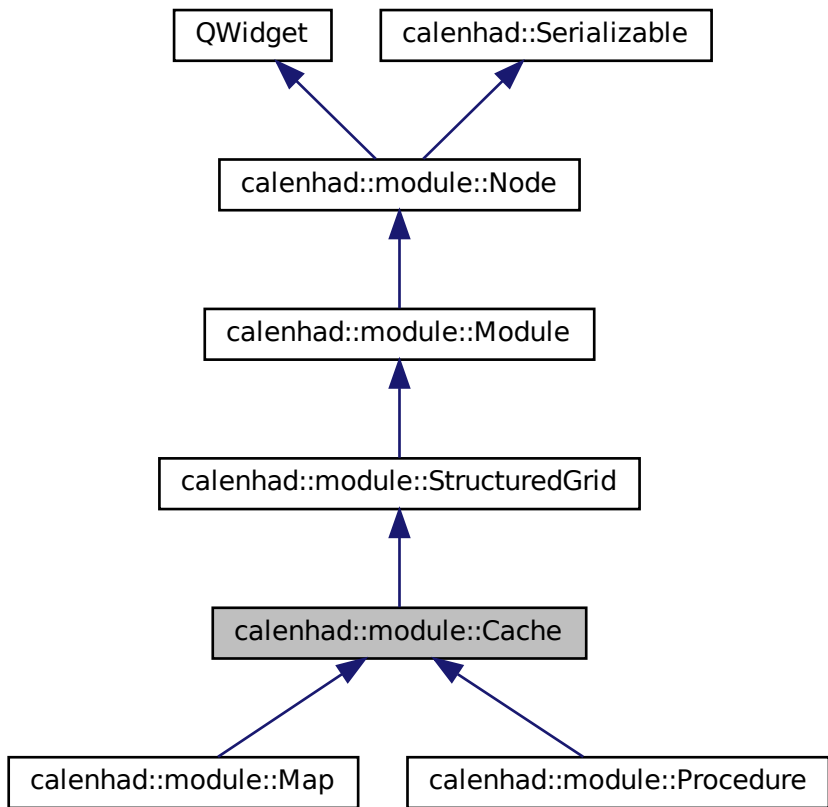 QWidget
calenhad::Serializable
calenhad::module::Node
calenhad::module::Module
calenhad::module::StructuredGrid
calenhad::module::Cache
calenhad::module::Map
calenhad::module::Procedure